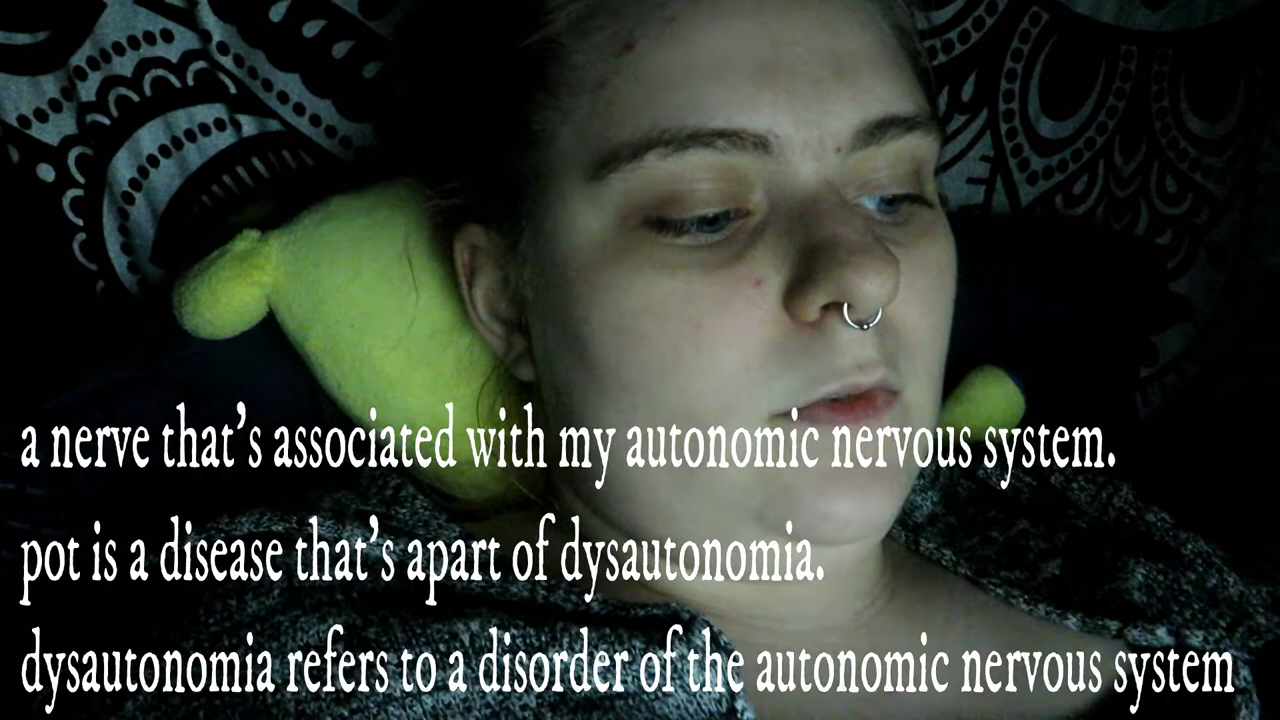 a nerve that's associated with my autonomic nervous system.
pot is a disease that's apart of dysautonomia.
dysautonomia refers to a disorder of the autonomic nervous system